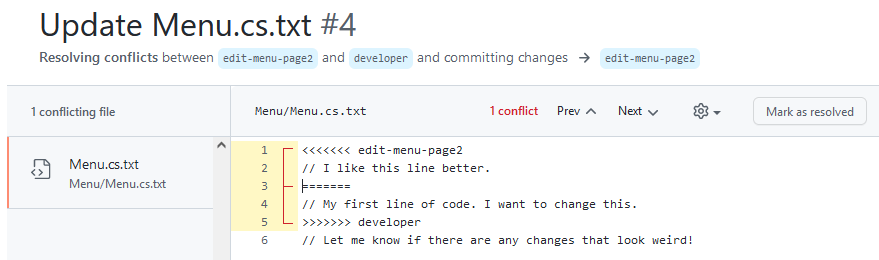 Update Menu.cs.txt #4
Resolving conflicts between edit-menu-page2 and developer and committing changes → edit-menu-page2
1 conflicting file
Menu/Menu.cs.txt 1 conflict Prev Next Mark as resolved
Menu.cs.txt
Menu/Menu.cs.txt
1 <<<<<<< edit-menu-page2
2 // I like this line better.
3 =======
4 // My first line of code. I want to change this.
5 >>>>>>> developer
6 // Let me know if there are any changes that look weird!